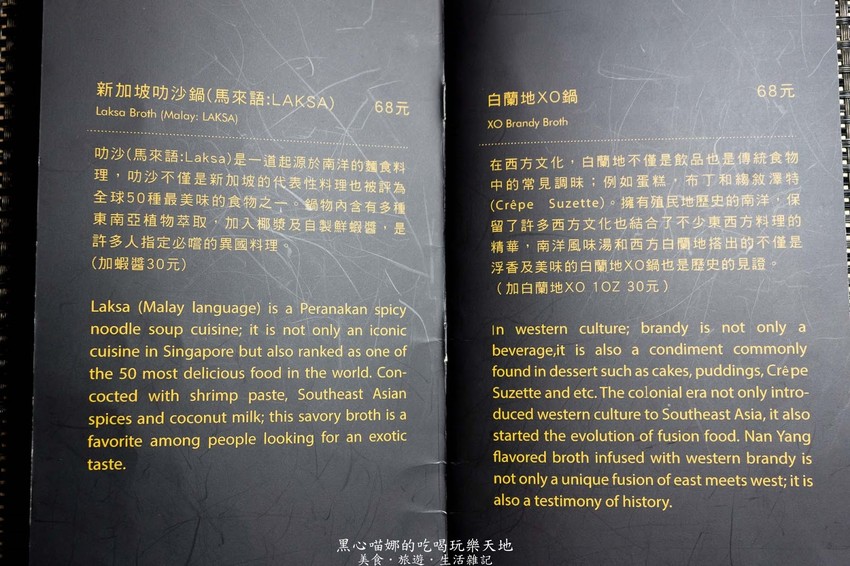 新加坡叻沙鍋(馬來語:LAKSA) 68元
Laksa Broth (Malay: LAKSA)
叻沙(馬來語:Laksa)是一道起源於南洋的麵食料
理，叻沙不僅是新加坡的代表性料理也被評為
全球50種最美味的食物之一。鍋物內含有多種
東南亞植物萃取，加入椰漿及自製鮮蝦醬，是
許多人指定必嚐的異國料理。
(加蝦醬30元)
Laksa (Malay language) is a Peranakan spicy
noodle soup cuisine; it is not only an iconic
cuisine in Singapore but also ranked as one of
the 50 most delicious food in the world. Con-
cocted with shrimp paste, Southeast Asian
spices and coconut milk; this savory broth is a
favorite among people looking for an exotic
taste.
白蘭地XO鍋 68元
XO Brandy Broth
在西方文化，白蘭地不僅是飲品也是傳統食物
中的常見調味；例如蛋糕，布丁和縐敘澤特
(Crêpe Suzette)。擁有殖民地歷史的南洋，保
留了許多西方文化也結合了不少東西方料理的
精華，南洋風味湯和西方白蘭地搭出的不僅是
浮香及美味的白蘭地XO鍋也是歷史的見證。
（加白蘭地XO 1OZ 30元）
In western culture; brandy is not only a
beverage,it is also a condiment commonly
found in dessert such as cakes, puddings, Crêpe
Suzette and etc. The colonial era not only intro-
duced western culture to Southeast Asia, it also
started the evolution of fusion food. Nan Yang
flavored broth infused with western brandy is
not only a unique fusion of east meets west; it is
also a testimony of history.
黑心喵娜的吃喝玩樂天地
美食‧旅遊‧生活雜記